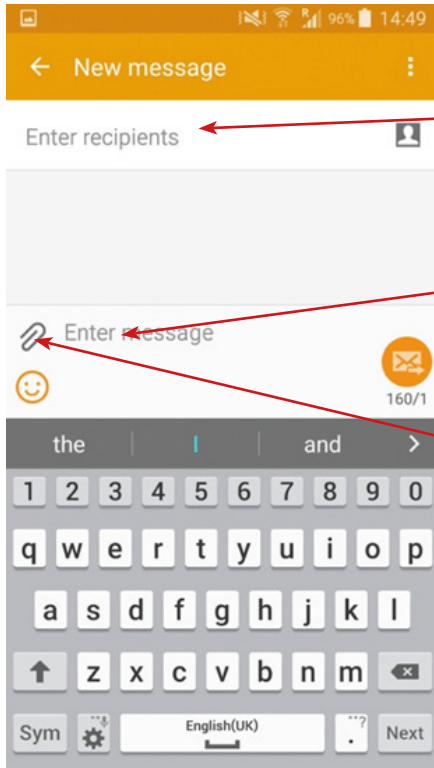 R 96% 14:49
New message
Enter recipients
Enter message
160/1
the I and >
1 2 3 4 5 6 7 8 9 0
q w e r t y u i o p
a s d f g h j k l
z x c v b n m
Sym English(UK) . ? Next